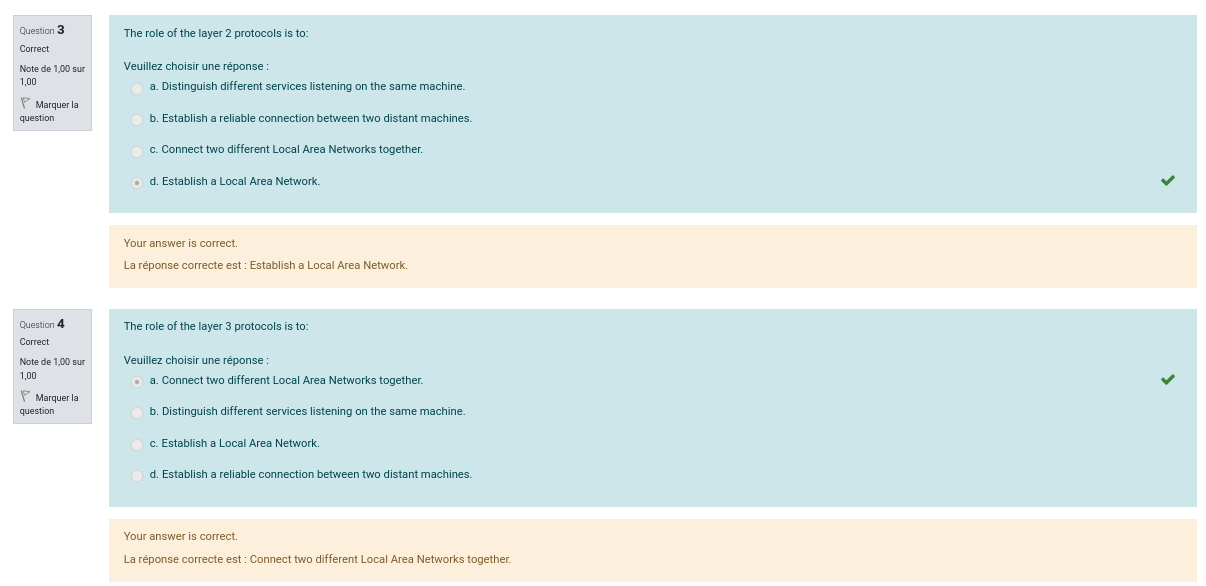 Question 3
Correct
Note de 1,00 sur
1,00
Marquer la
question
The role of the layer 2 protocols is to:
Veuillez choisir une réponse :
a. Distinguish different services listening on the same machine.
b. Establish a reliable connection between two distant machines.
c. Connect two different Local Area Networks together.
d. Establish a Local Area Network.
Your answer is correct.
La réponse correcte est : Establish a Local Area Network.
Question 4
Correct
Note de 1,00 sur
1,00
Marquer la
question
The role of the layer 3 protocols is to:
Veuillez choisir une réponse :
a. Connect two different Local Area Networks together.
b. Distinguish different services listening on the same machine.
c. Establish a Local Area Network.
d. Establish a reliable connection between two distant machines.
Your answer is correct.
La réponse correcte est : Connect two different Local Area Networks together.